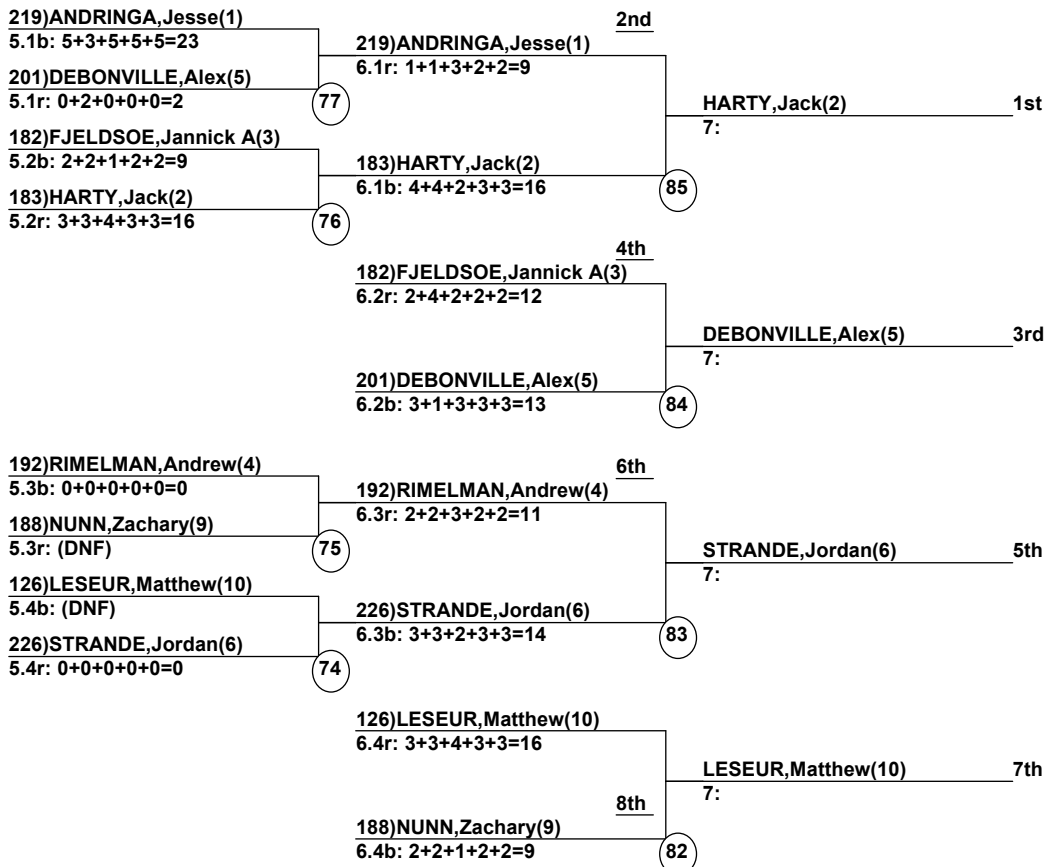 219)ANDRINGA,Jesse(1)
5.1b: 5+3+5+5+5=23
201)DEBONVILLE,Alex(5)
5.1r: 0+2+0+0+0=2
77
182)FJELDSOE,Jannick A(3)
5.2b: 2+2+1+2+2=9
183)HARTY,Jack(2)
5.2r: 3+3+4+3+3=16
76
2nd
219)ANDRINGA,Jesse(1)
6.1r: 1+1+3+2+2=9
183)HARTY,Jack(2)
6.1b: 4+4+2+3+3=16
85
HARTY,Jack(2)
1st
7:
4th
182)FJELDSOE,Jannick A(3)
6.2r: 2+4+2+2+2=12
201)DEBONVILLE,Alex(5)
6.2b: 3+1+3+3+3=13
84
DEBONVILLE,Alex(5)
3rd
7:
192)RIMELMAN,Andrew(4)
5.3b: 0+0+0+0+0=0
188)NUNN,Zachary(9)
5.3r: (DNF)
75
126)LESEUR,Matthew(10)
5.4b: (DNF)
226)STRANDE,Jordan(6)
5.4r: 0+0+0+0+0=0
74
6th
192)RIMELMAN,Andrew(4)
6.3r: 2+2+3+2+2=11
226)STRANDE,Jordan(6)
6.3b: 3+3+2+3+3=14
83
STRANDE,Jordan(6)
5th
7:
126)LESEUR,Matthew(10)
6.4r: 3+3+4+3+3=16
8th
188)NUNN,Zachary(9)
6.4b: 2+2+1+2+2=9
82
LESEUR,Matthew(10)
7th
7: